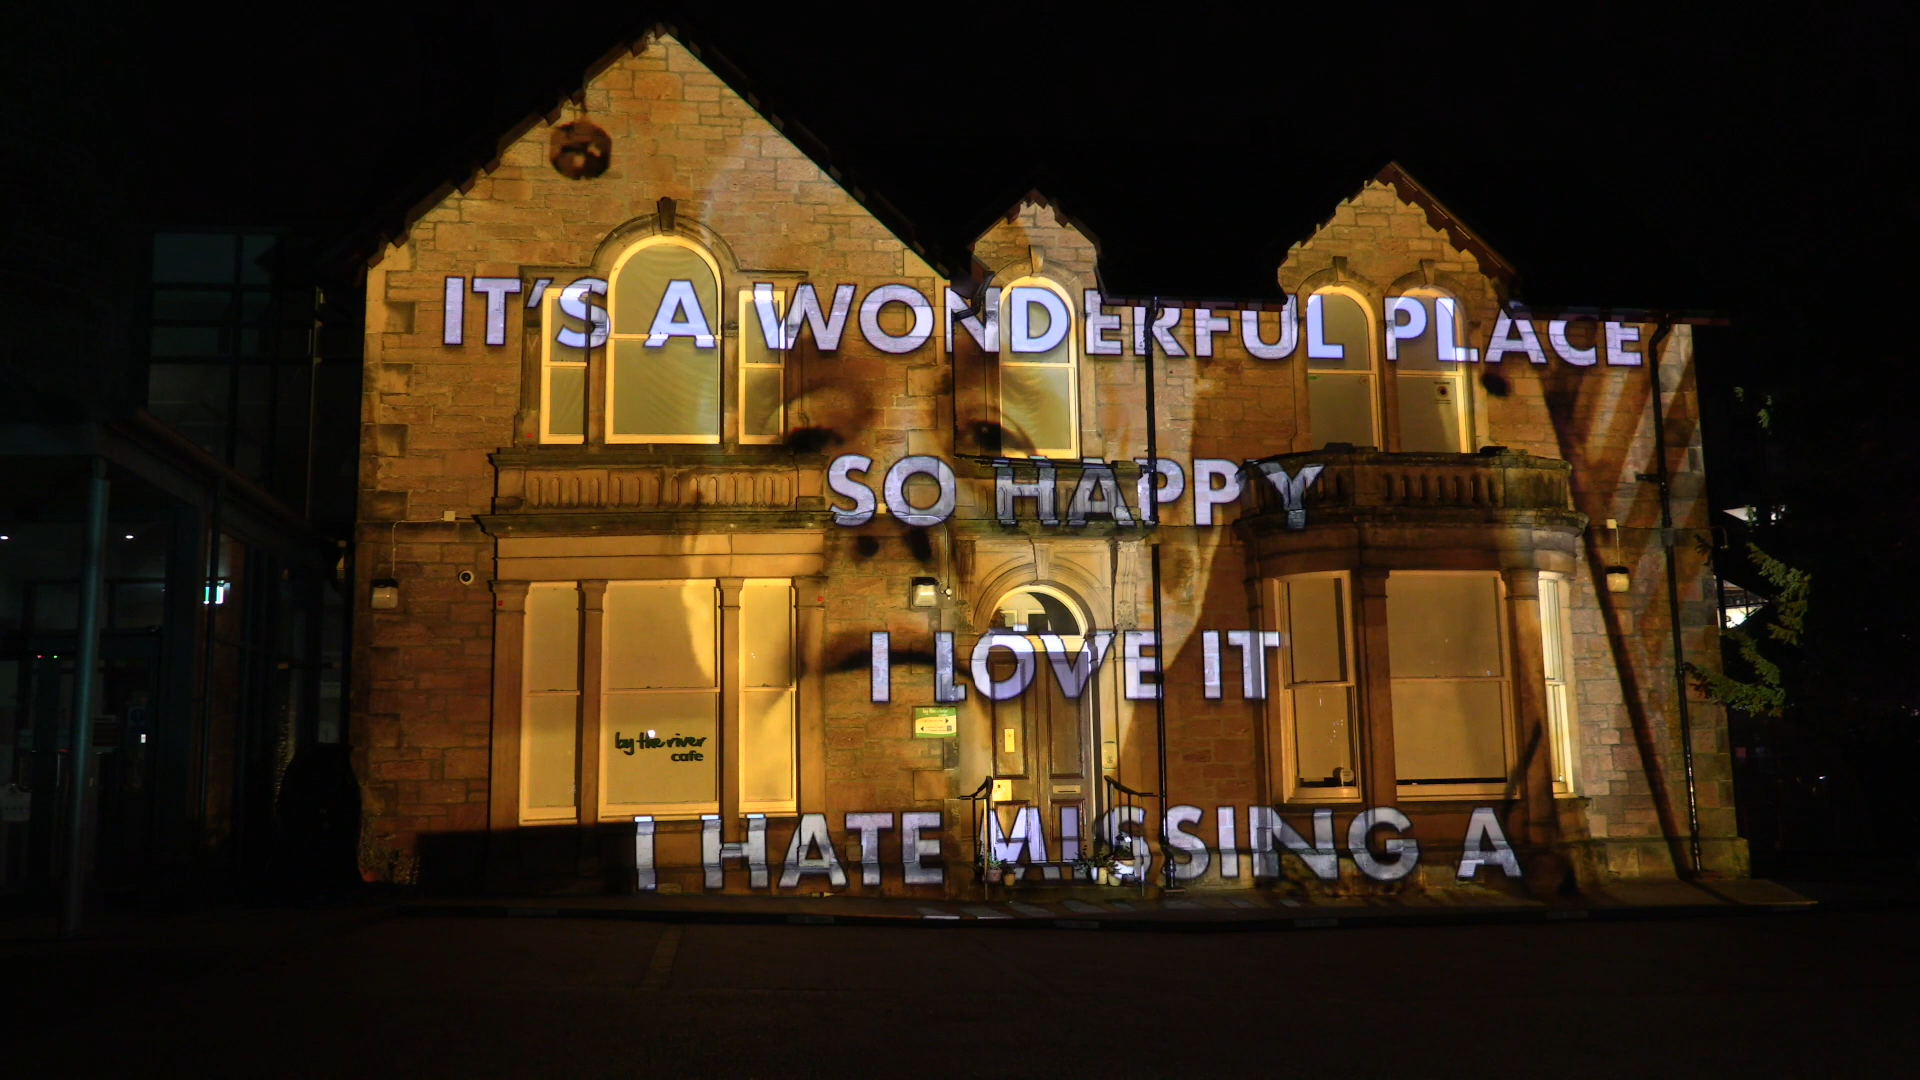 IT'S A WONDERFUL PLACE
SO HAPPY
I LOVE IT
by the river
cafe
I HATE MISSING A